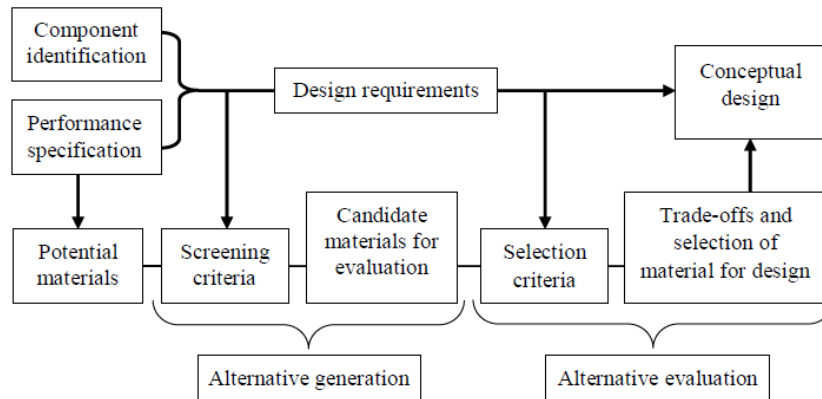 Component
identification
Performance
specification
Design requirements
Conceptual
design
Potential
materials
Screening
criteria
Candidate
materials for
evaluation
Selection
criteria
Trade-offs and
selection of
material for design
Alternative generation
Alternative evaluation